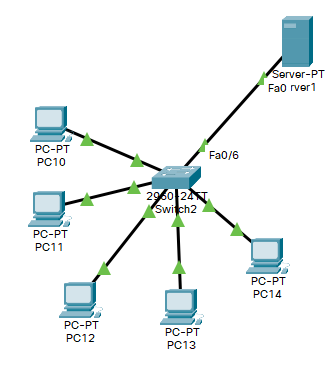 Server-PT
Fa0 rver1
PC-PT
PC10
Fa0/6
2960-24TT
Switch2
PC-PT
PC11
PC-PT
PC14
PC-PT
PC12
PC-PT
PC13